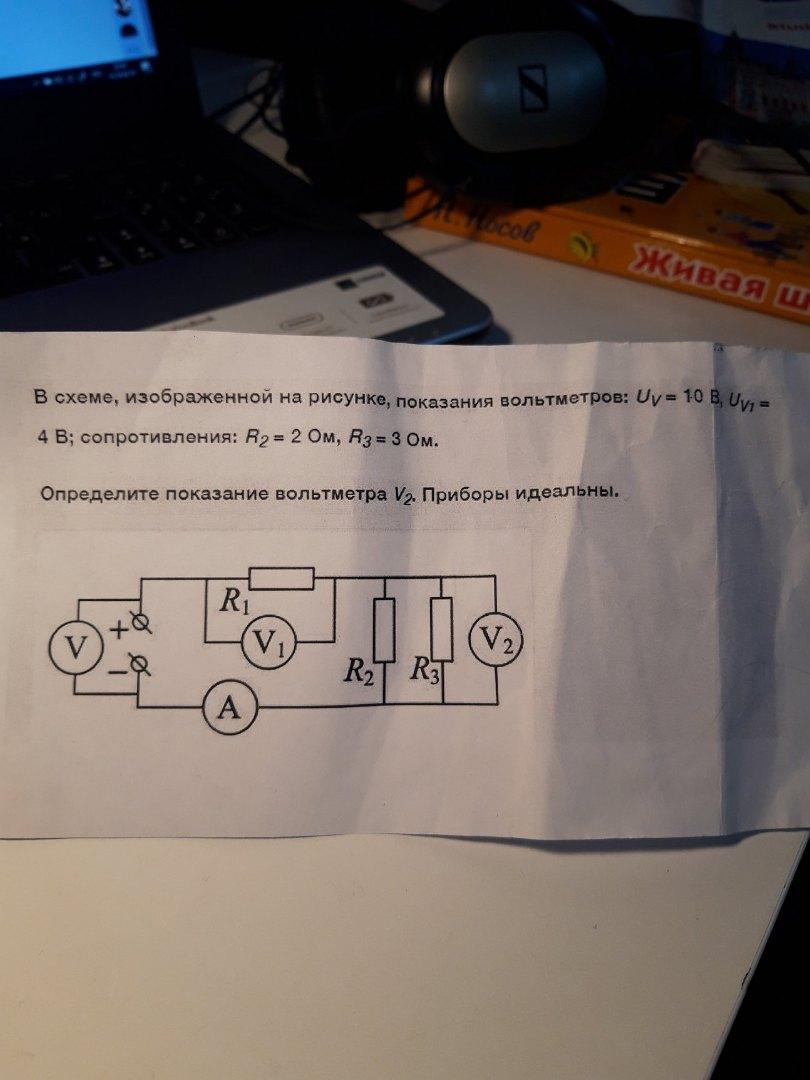 Н. Носов
Живая ш
В схеме, изображенной на рисунке, показания вольтметров: U_V = 10 В, U_V1 =
4 В; сопротивления: R2 = 2 Ом, R3 = 3 Ом.
Определите показание вольтметра V2. Приборы идеальны.
R1
V + V1 V2
− R2 R3
A